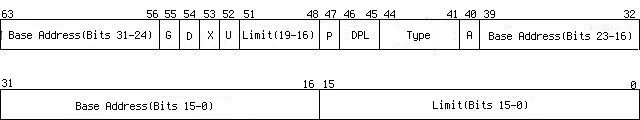 63 56 55 54 53 52 51 48 47 46 45 44 41 40 39 32
Base Address(Bits 31-24) G D X U Limit(19-16) P DPL Type A Base Address(Bits 23-16)
31 16 15 0
Base Address(Bits 15-0) Limit(Bits 15-0)